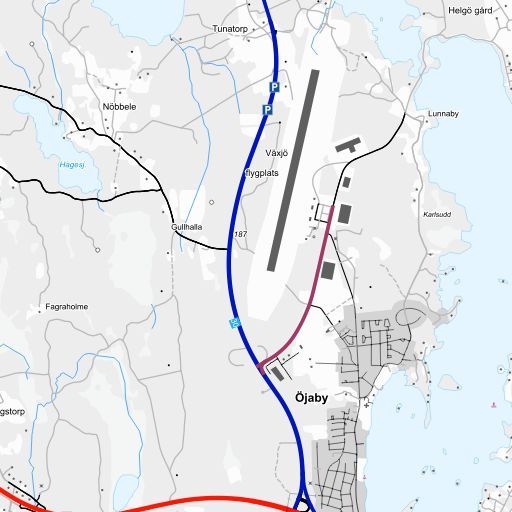 Helgö gård
Tunatorp
P
Nöbbele
P
Lunnaby
Växjö
flygplats
Hagesj.
Karlsudd
Gullhalla
187
Fagraholme
Öjaby
gstorp